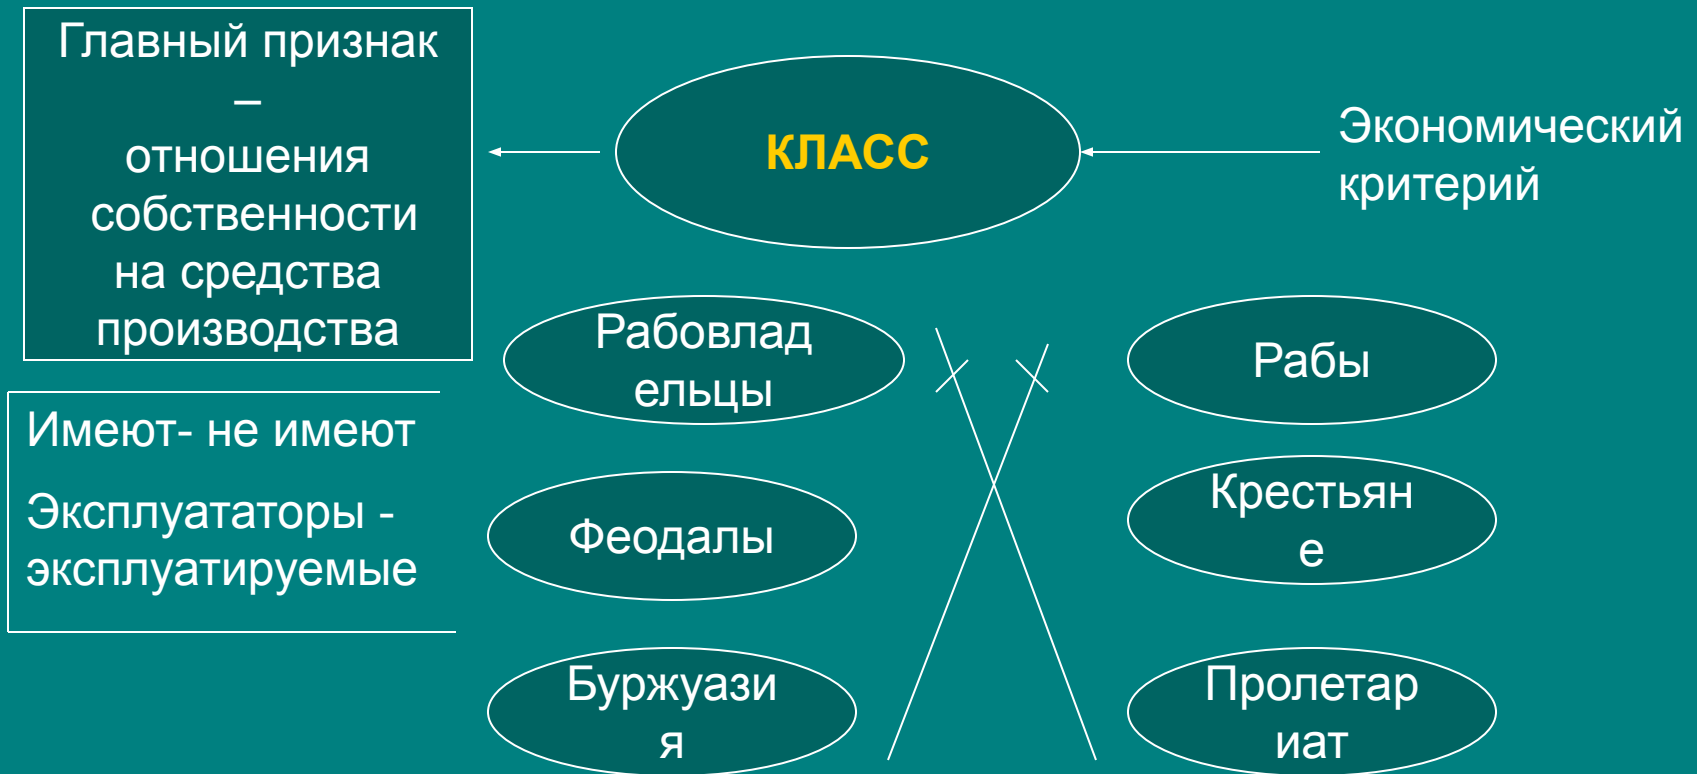 Главный признак
–
отношения
собственности
на средства
производства
КЛАСС
Экономический
критерий
Имеют- не имеют
Эксплуататоры -
эксплуатируемые
Рабовлад
ельцы
Рабы
Феодалы
Крестьян
е
Буржуази
я
Пролетар
иат